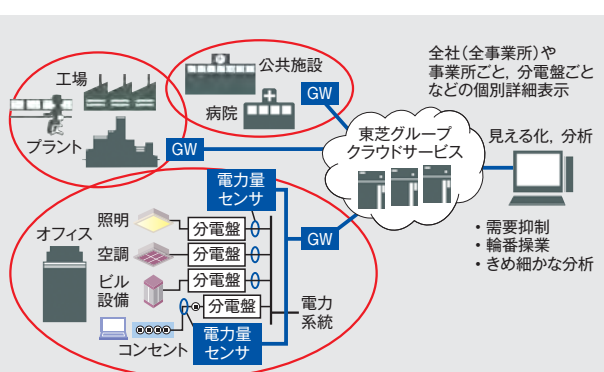 工場
プラント
GW
公共施設
病院
GW
全社(全事業所)や
事業所ごと，分電盤ごと
などの個別詳細表示
東芝グループ
クラウドサービス
見える化，分析
・需要抑制
・輪番操業
・きめ細かな分析
オフィス
電力量
センサ
照明
分電盤
空調
分電盤
ビル
設備
分電盤
分電盤
コンセント
電力量
センサ
電力
系統
GW